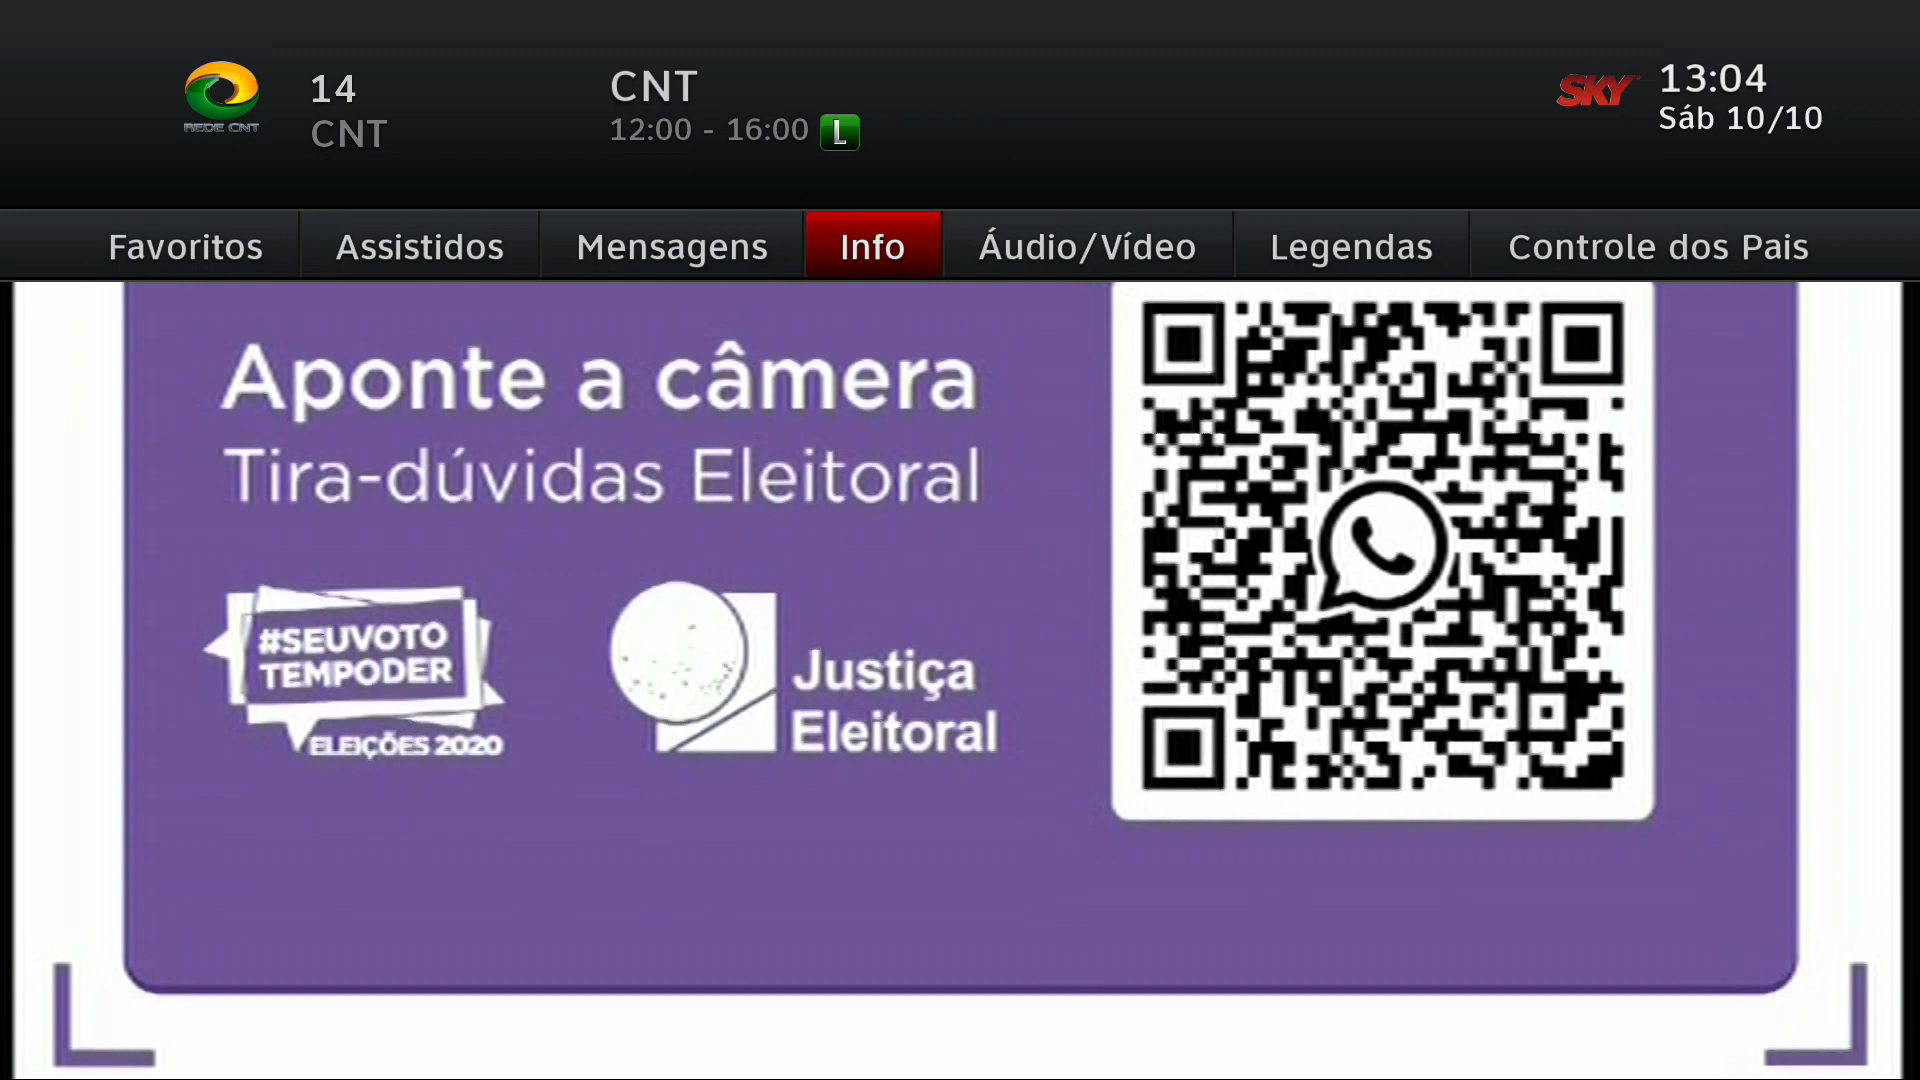 REDE CNT
14
CNT
CNT
12:00 - 16:00 L
SKY
13:04
Sáb 10/10
Favoritos
Assistidos
Mensagens
Info
Áudio/Vídeo
Legendas
Controle dos Pais
Aponte a câmera
Tira-dúvidas Eleitoral
#SEUVOTO
TEMPODER
ELEIÇÕES 2020
Justiça
Eleitoral